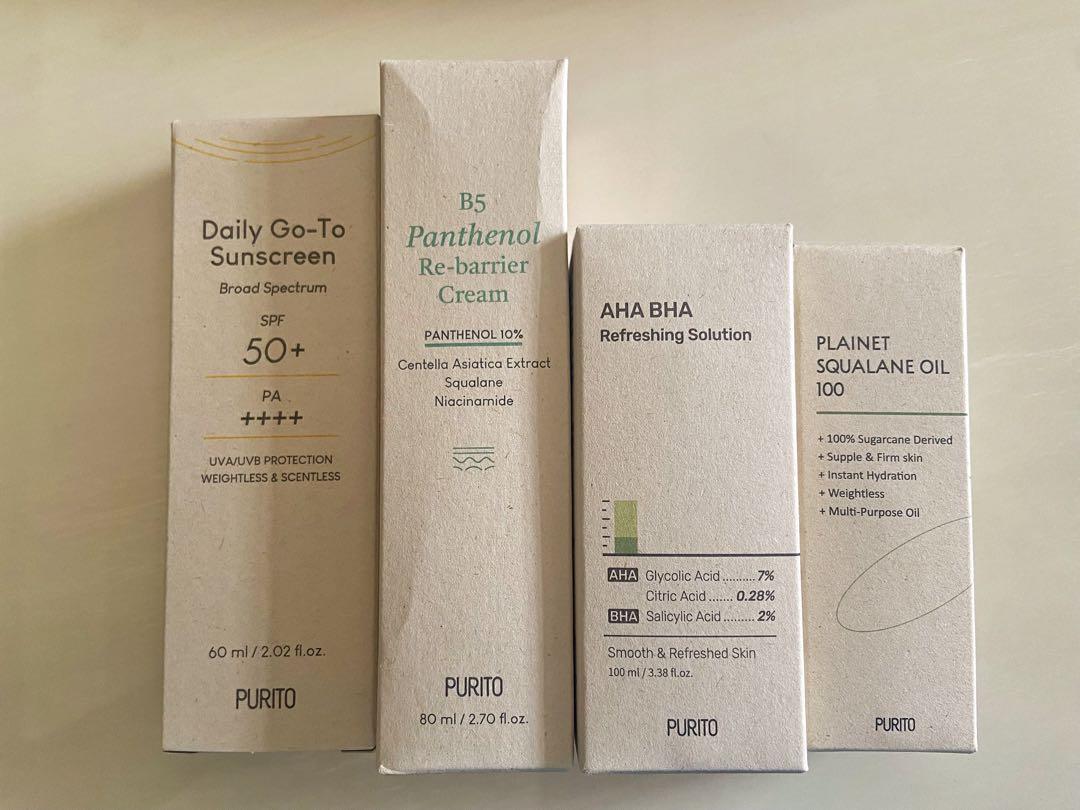 Daily Go-To
Sunscreen
Broad Spectrum
SPF
50+
PA
++++
UVA/UVB PROTECTION
WEIGHTLESS & SCENTLESS
60 ml / 2.02 fl.oz.
PURITO
B5
Panthenol
Re-barrier
Cream
PANTHENOL 10%
Centella Asiatica Extract
Squalane
Niacinamide
PURITO
80 ml / 2.70 fl.oz.
AHA BHA
Refreshing Solution
AHA Glycolic Acid .......... 7%
Citric Acid ....... 0.28%
BHA Salicylic Acid ......... 2%
Smooth & Refreshed Skin
100 ml / 3.38 fl.oz.
PURITO
PLAINET
SQUALANE OIL
100
+ 100% Sugarcane Derived
+ Supple & Firm skin
+ Instant Hydration
+ Weightless
+ Multi-Purpose Oil
PURITO